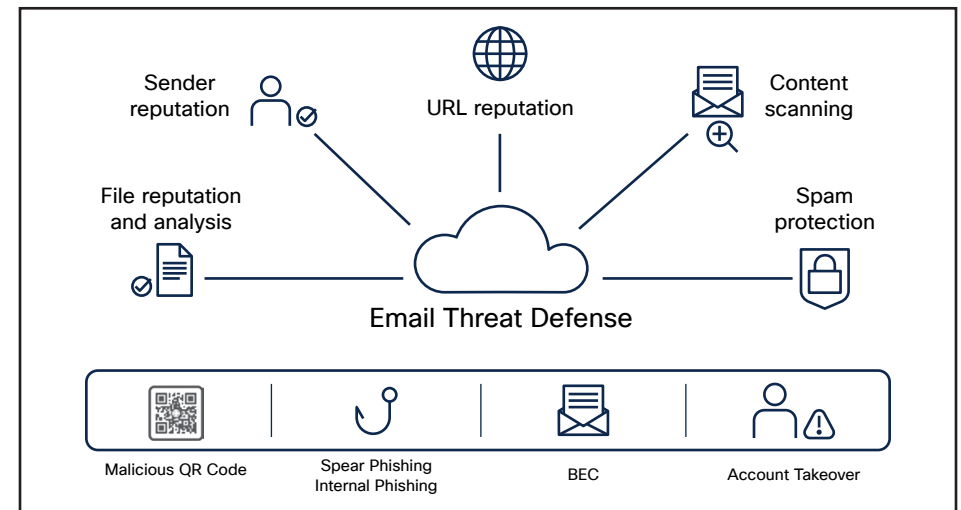 Sender
reputation
URL reputation
Content
scanning
File reputation
and analysis
Spam
protection
Email Threat Defense
Malicious QR Code
Spear Phishing
Internal Phishing
BEC
Account Takeover